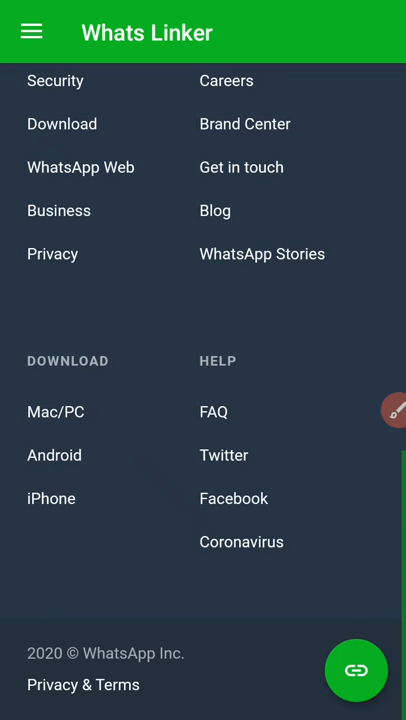 Whats Linker
Security
Careers
Download
Brand Center
WhatsApp Web
Get in touch
Business
Blog
Privacy
WhatsApp Stories
DOWNLOAD
HELP
Mac/PC
FAQ
Android
Twitter
iPhone
Facebook
Coronavirus
2020 © WhatsApp Inc.
Privacy & Terms